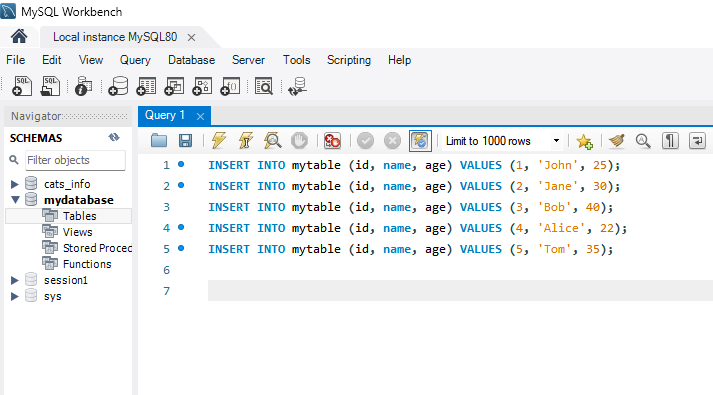 MySQL Workbench
Local instance MySQL80
File Edit View Query Database Server Tools Scripting Help
SQL SQL
Navigator
SCHEMAS
Filter objects
cats_info
mydatabase
Tables
Views
Stored Proced
Functions
session1
sys
Query 1
Limit to 1000 rows
1 INSERT INTO mytable (id, name, age) VALUES (1, 'John', 25);
2 INSERT INTO mytable (id, name, age) VALUES (2, 'Jane', 30);
3 INSERT INTO mytable (id, name, age) VALUES (3, 'Bob', 40);
4 INSERT INTO mytable (id, name, age) VALUES (4, 'Alice', 22);
5 INSERT INTO mytable (id, name, age) VALUES (5, 'Tom', 35);
6
7